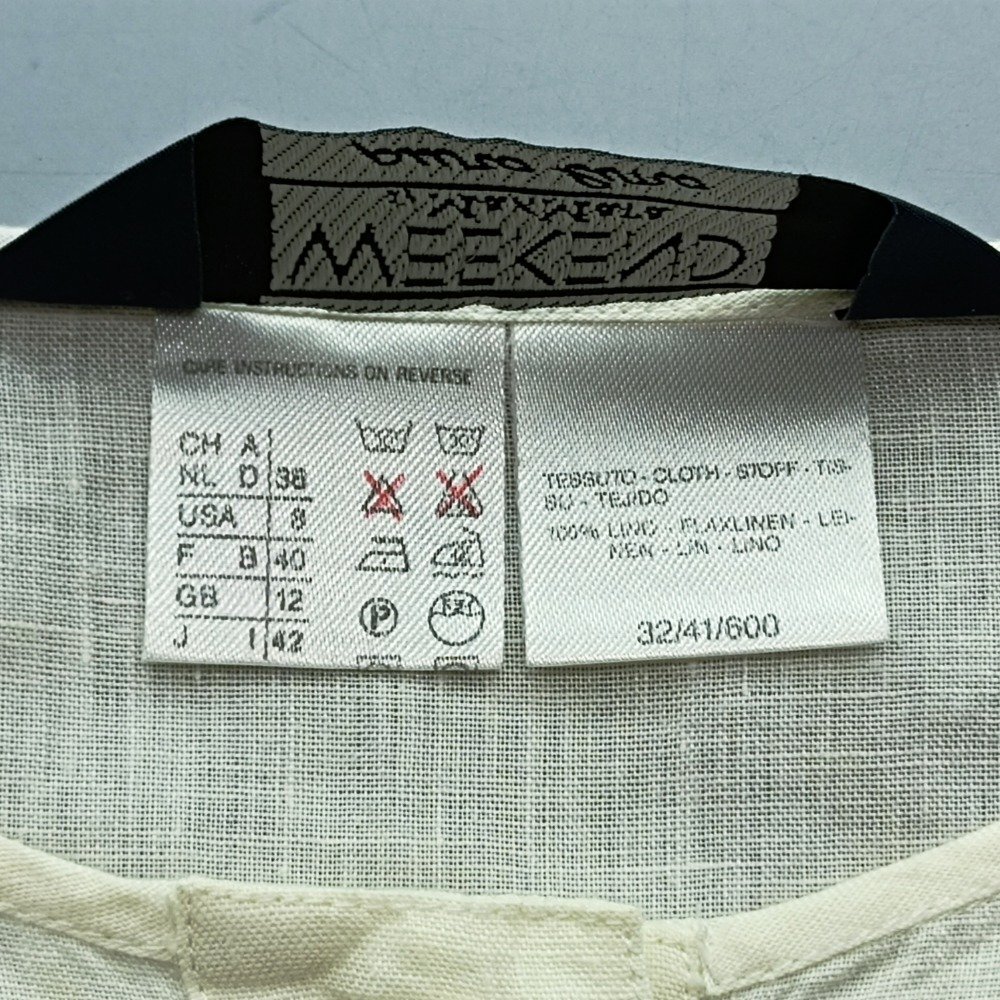 WEEKEND
MaxMara
CARE INSTRUCTIONS ON REVERSE
CH A
NL D 38
USA 8
F B 40
GB 12
J I 42
P
TESSUTO - CLOTH - STOFF - TIS-
SU - TEJIDO
100% LINO - FLAXLINEN - LEI-
NEN - LIN - LINO
32/41/600